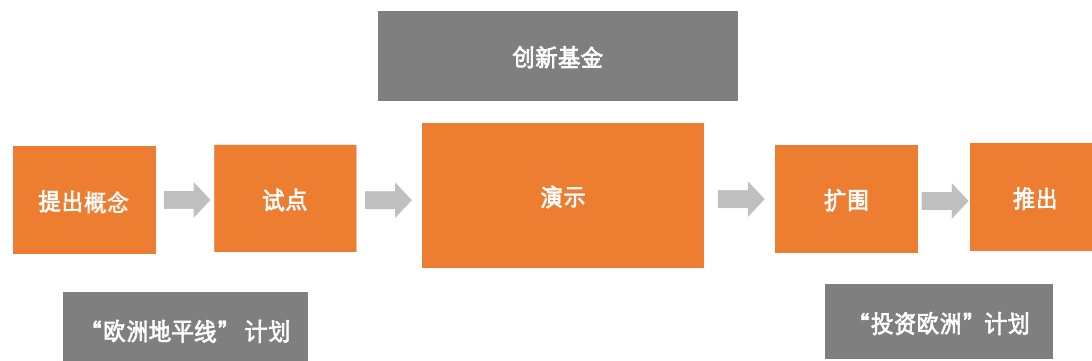 创新基金
提出概念
试点
演示
扩围
推出
“欧洲地平线” 计划
“投资欧洲” 计划